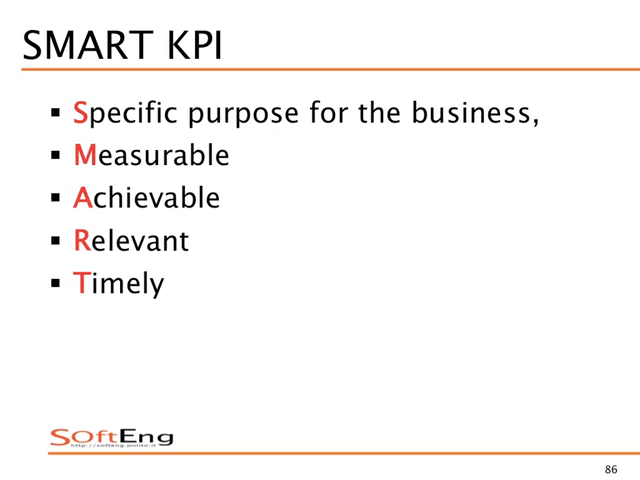 SMART KPI
▪ Specific purpose for the business,
▪ Measurable
▪ Achievable
▪ Relevant
▪ Timely
SOftEng
http://softeng.polito.it
86